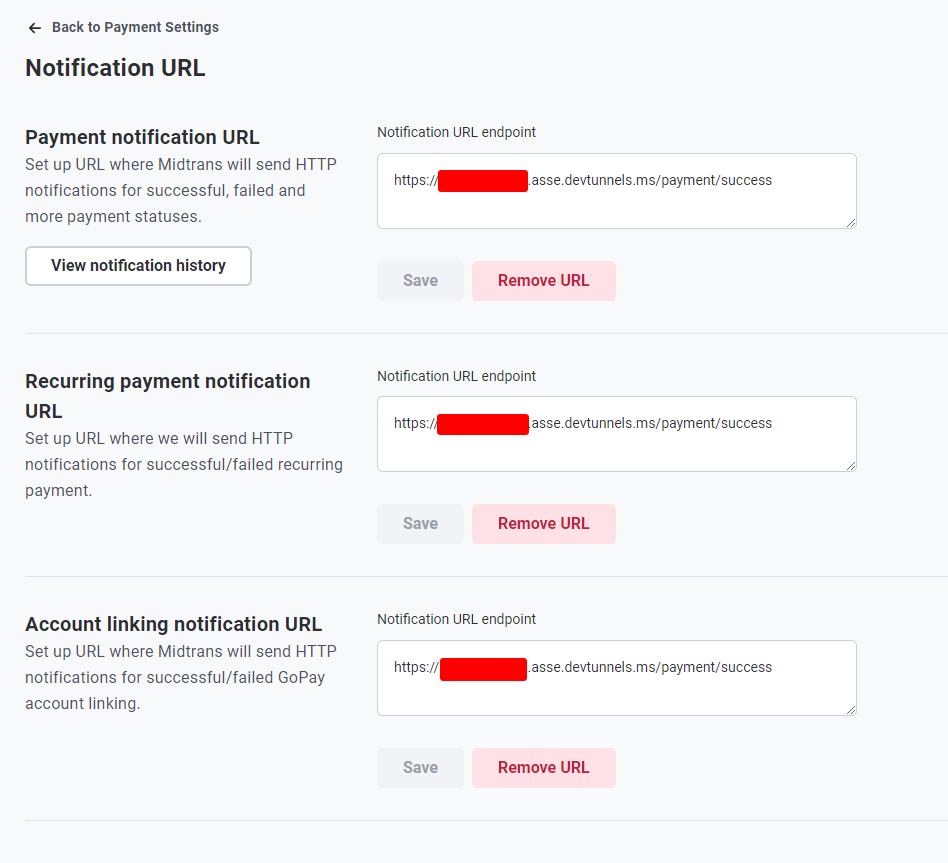 Back to Payment Settings
Notification URL
Payment notification URL
Set up URL where Midtrans will send HTTP
notifications for successful, failed and
more payment statuses.
View notification history
Notification URL endpoint
https:// .asse.devtunnels.ms/payment/success
Save
Remove URL
Recurring payment notification
URL
Set up URL where we will send HTTP
notifications for successful/failed recurring
payment.
Notification URL endpoint
https:// .asse.devtunnels.ms/payment/success
Save
Remove URL
Account linking notification URL
Set up URL where Midtrans will send HTTP
notifications for successful/failed GoPay
account linking.
Notification URL endpoint
https:// .asse.devtunnels.ms/payment/success
Save
Remove URL